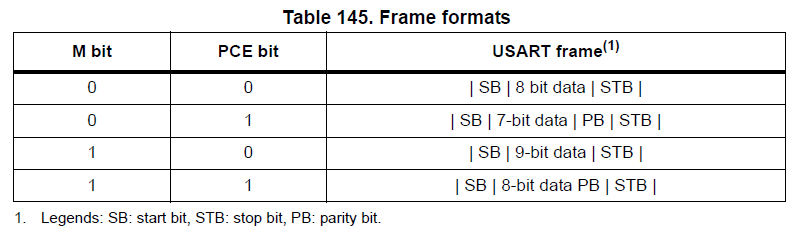 Table 145. Frame formats
M bit PCE bit USART frame(1)
0 0 | SB | 8 bit data | STB |
0 1 | SB | 7-bit data | PB | STB |
1 0 | SB | 9-bit data | STB |
1 1 | SB | 8-bit data PB | STB |
1. Legends: SB: start bit, STB: stop bit, PB: parity bit.